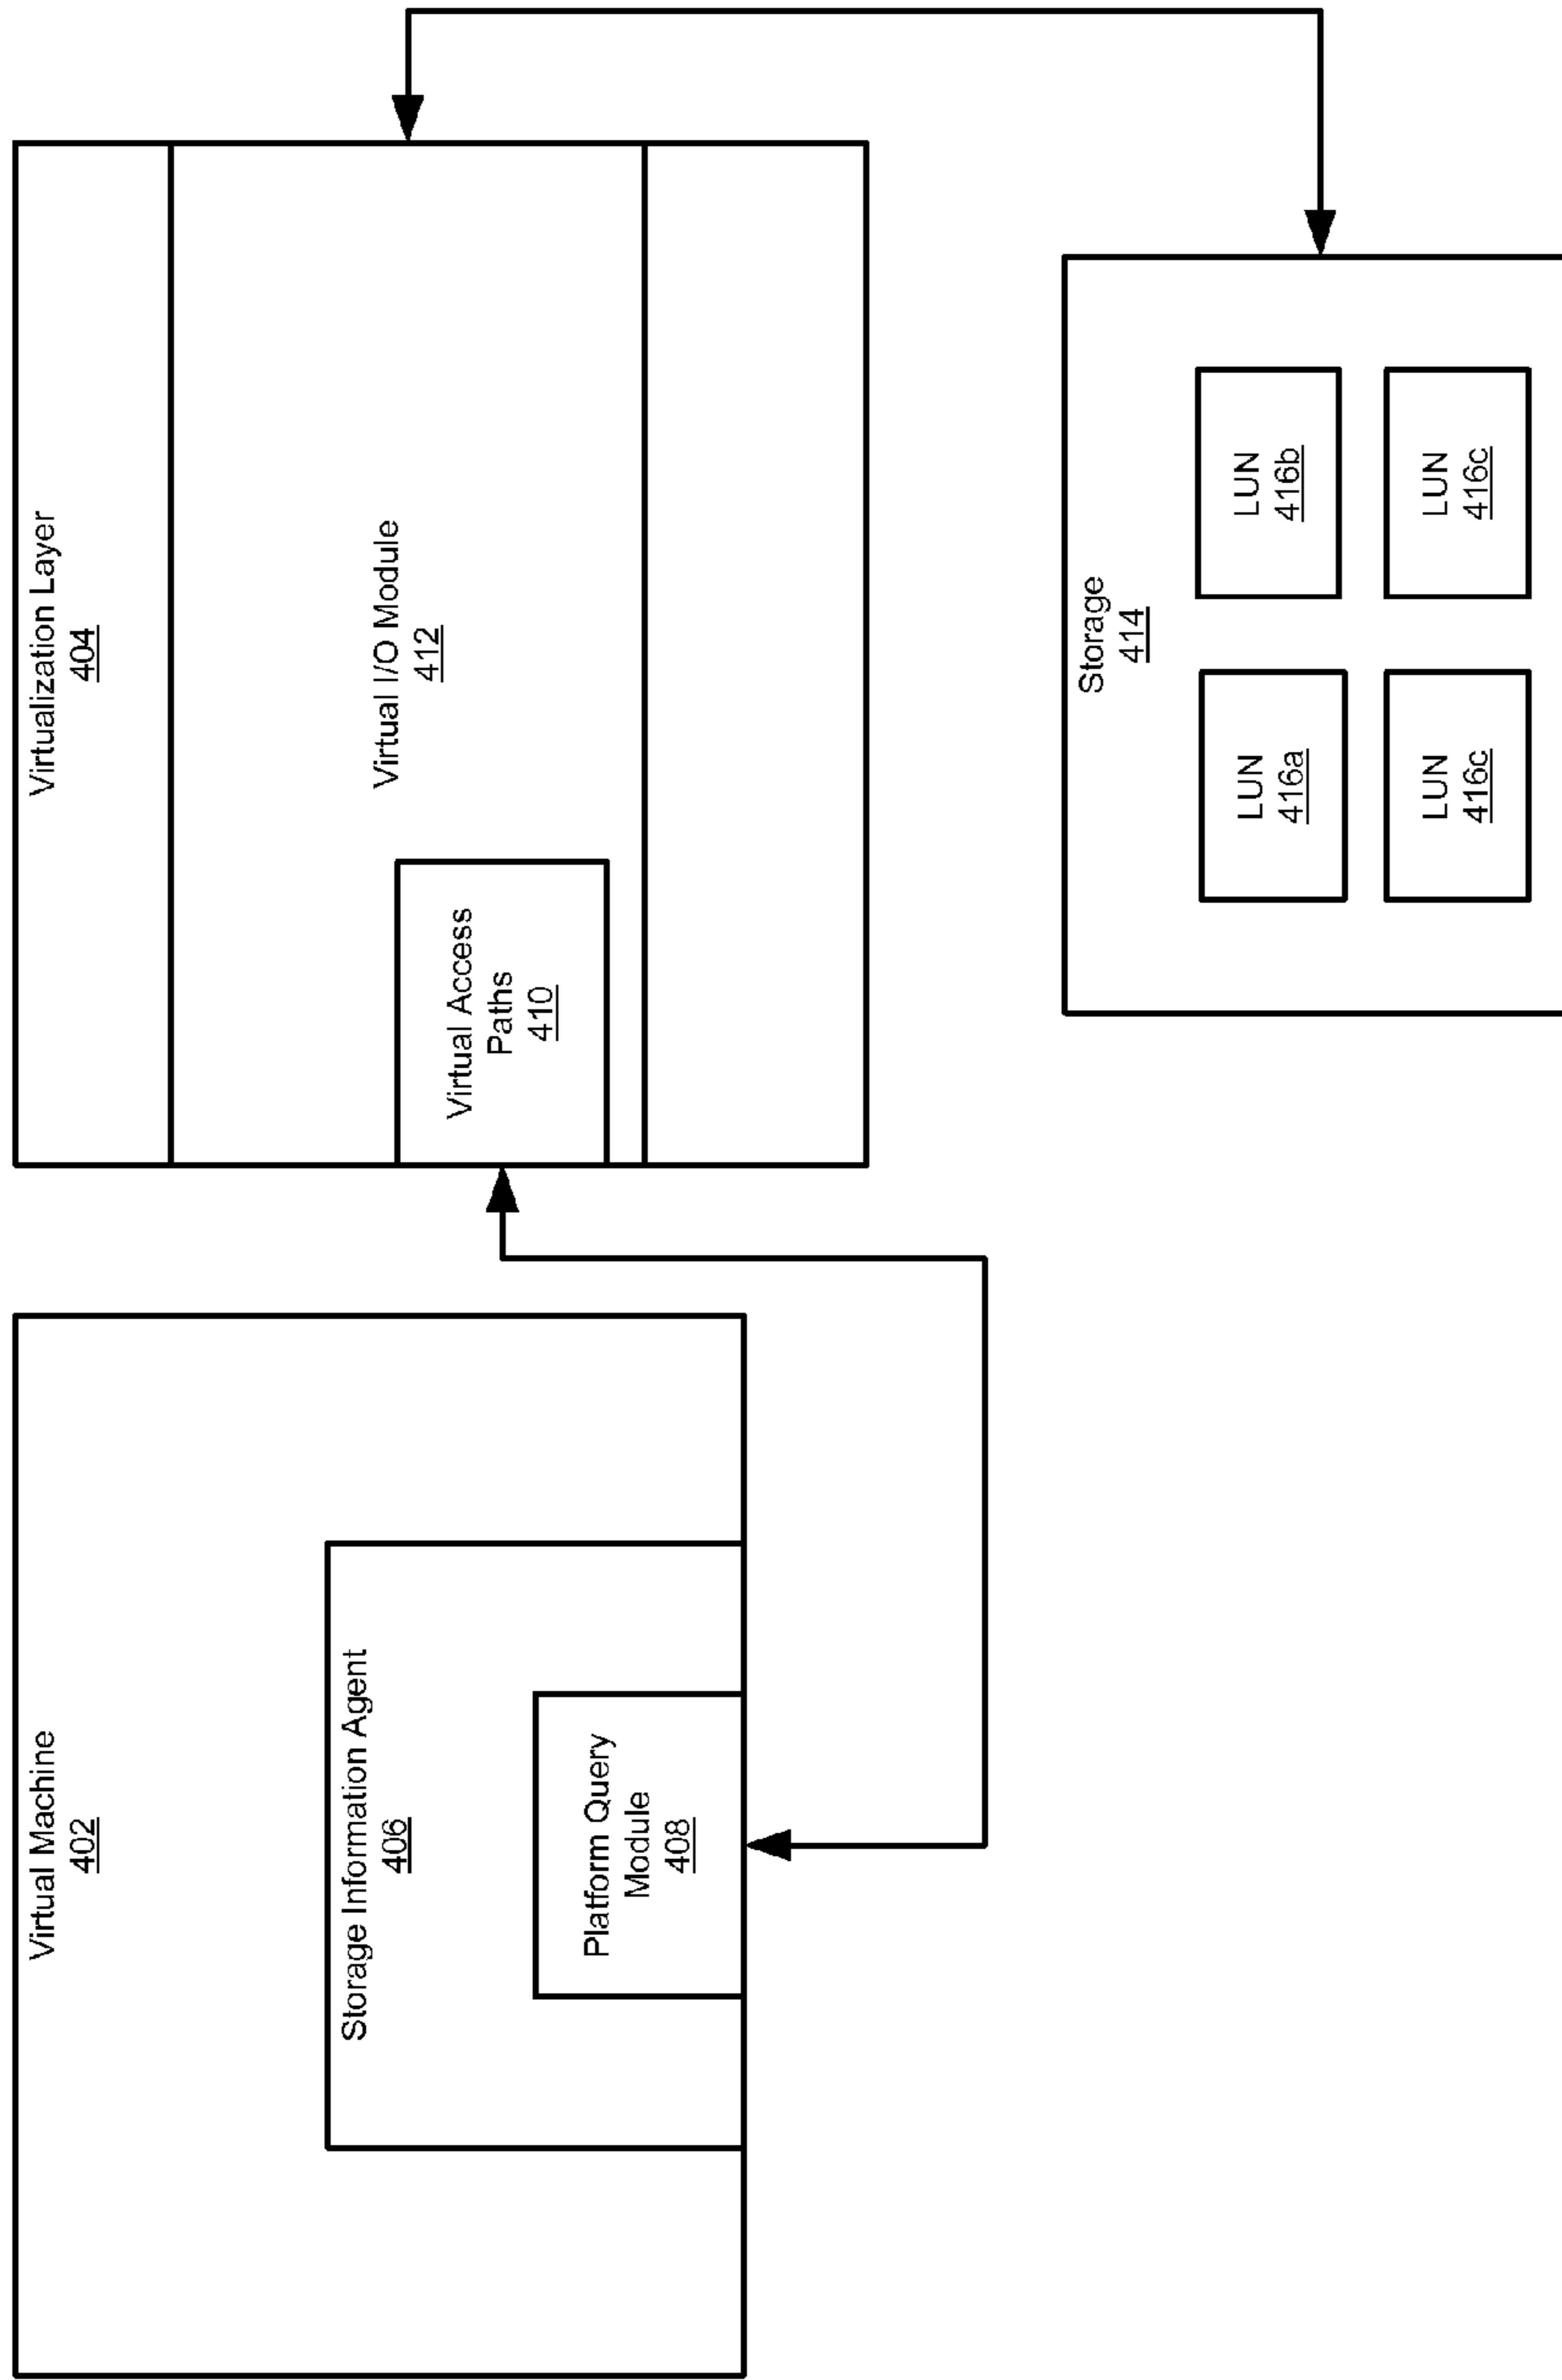 Virtual Machine
402
Storage Information Agent
406
Platform Query
Module
408
Virtualization Layer
404
Virtual I/O Module
412
Virtual Access
Paths
410
Storage
414
LUN
416a
LUN
416b
LUN
416c
LUN
416c